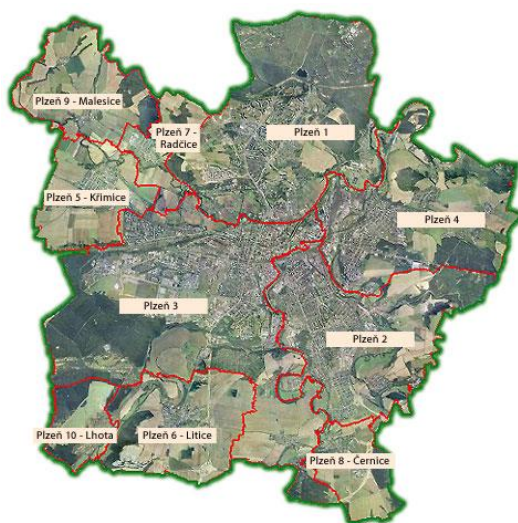 Plzeň 9 - Malesice
Plzeň 7 -
Radčice
Plzeň 1
Plzeň 5 - Křimice
Plzeň 4
Plzeň 3
Plzeň 2
Plzeň 10 - Lhota
Plzeň 6 - Litice
Plzeň 8 - Černice